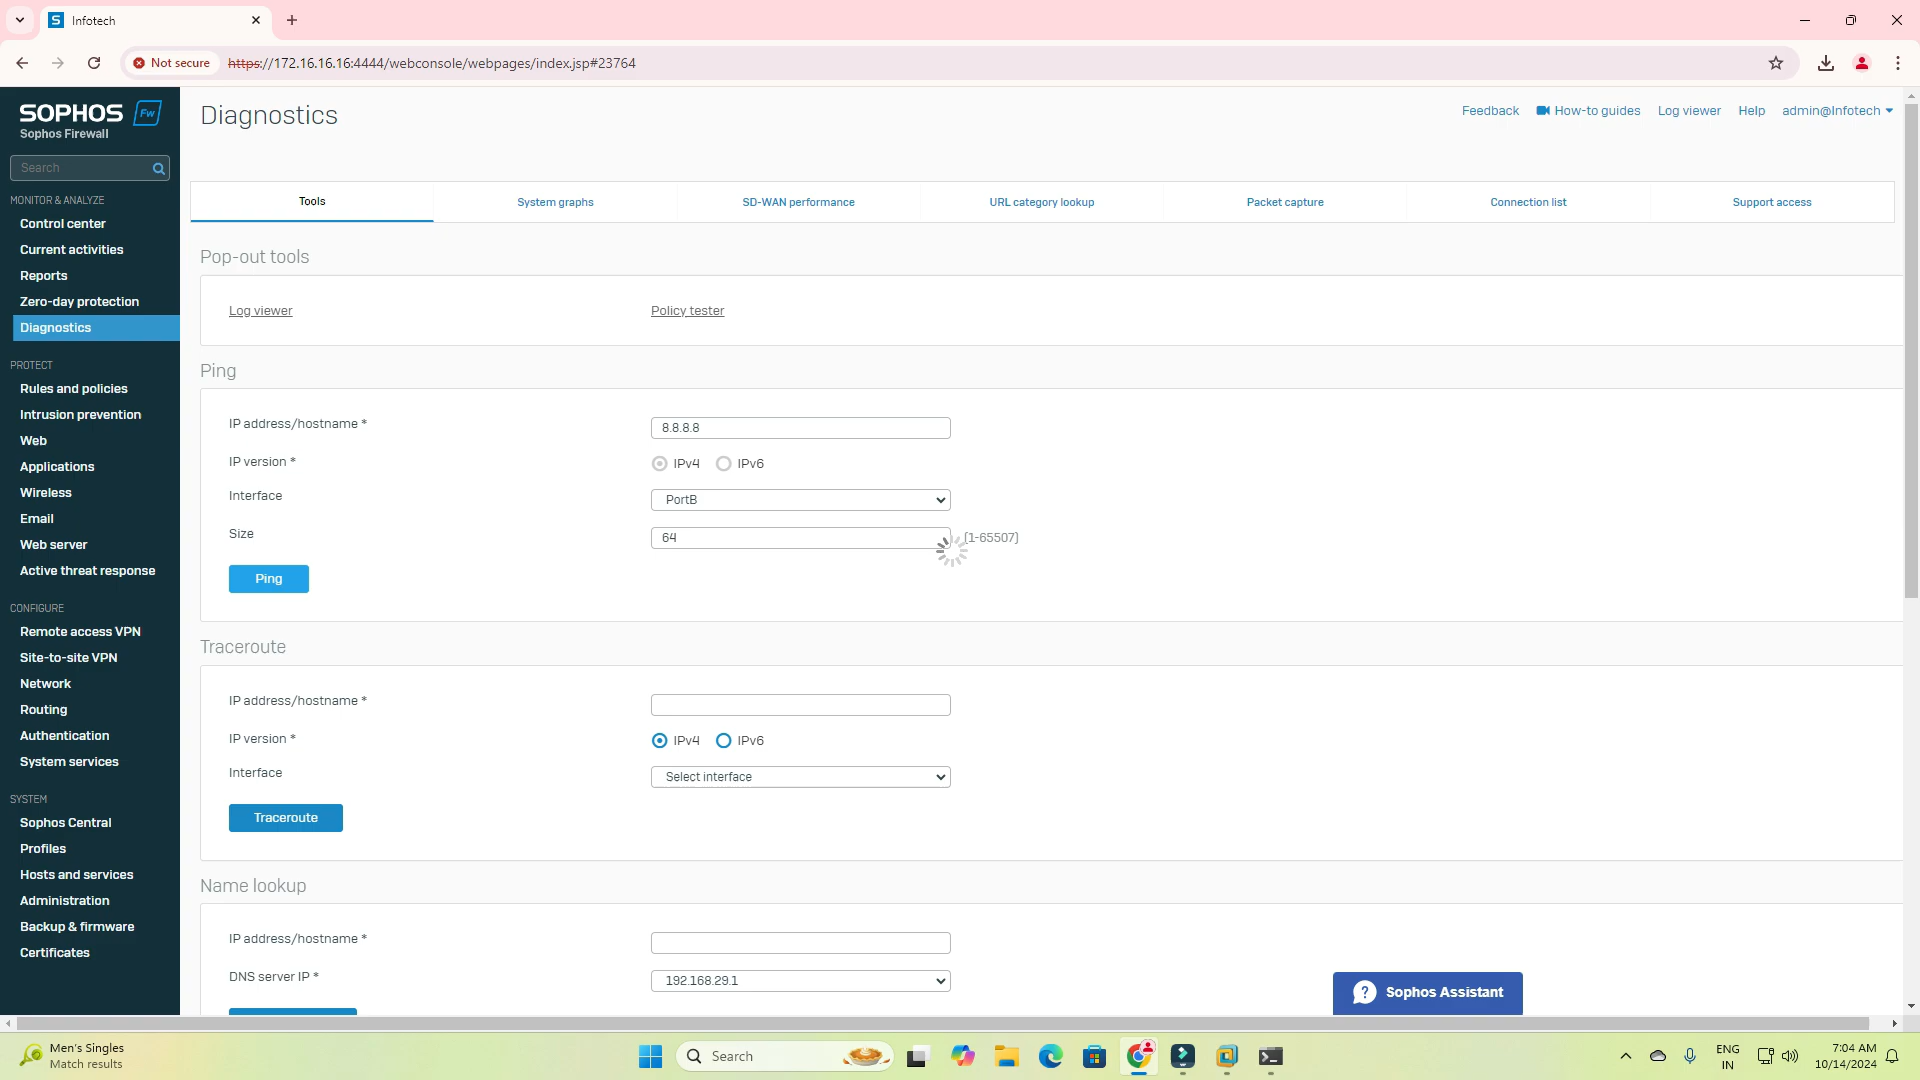 Infotech
Not secure
https://172.16.16.16:4444/webconsole/webpages/index.jsp#23764
SOPHOS Fw
Sophos Firewall
Search
MONITOR & ANALYZE
Control center
Current activities
Reports
Zero-day protection
Diagnostics
PROTECT
Rules and policies
Intrusion prevention
Web
Applications
Wireless
Email
Web server
Active threat response
CONFIGURE
Remote access VPN
Site-to-site VPN
Network
Routing
Authentication
System services
SYSTEM
Sophos Central
Profiles
Hosts and services
Administration
Backup & firmware
Certificates
Diagnostics
Feedback How-to guides Log viewer Help admin@Infotech
Tools System graphs SD-WAN performance URL category lookup Packet capture Connection list Support access
Pop-out tools
Log viewer Policy tester
Ping
IP address/hostname * 8.8.8.8
IP version * IPv4 IPv6
Interface PortB
Size 64 (1-65507)
Ping
Traceroute
IP address/hostname *
IP version * IPv4 IPv6
Interface Select interface
Traceroute
Name lookup
IP address/hostname *
DNS server IP * 192.168.29.1
? Sophos Assistant
Men's Singles
Match results
Search
ENG
IN
7:04 AM
10/14/2024